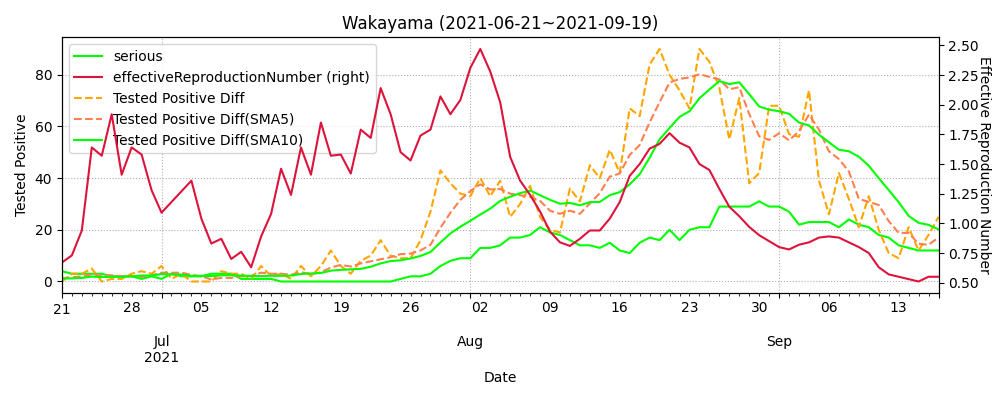 Wakayama (2021-06-21~2021-09-19)
serious
effectiveReproductionNumber (right)
Tested Positive Diff
Tested Positive Diff(SMA5)
Tested Positive Diff(SMA10)
Tested Positive
80
60
40
20
0
2.50
2.25
2.00
1.75
1.50
1.25
1.00
0.75
0.50
Effective Reproduction Number
21 28 05 12 19 26 02 09 16 23 30 06 13
Jul Aug Sep
2021
Date